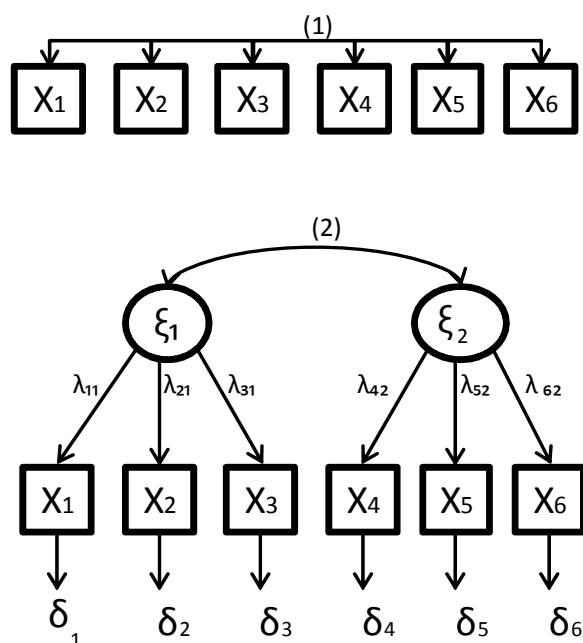 (1)
X₁ X₂ X₃ X₄ X₅ X₆
(2)
ξ₁ ξ₂
λ₁₁ λ₂₁ λ₃₁ λ₄₂ λ₅₂ λ₆₂
X₁ X₂ X₃ X₄ X₅ X₆
δ₁ δ₂ δ₃ δ₄ δ₅ δ₆